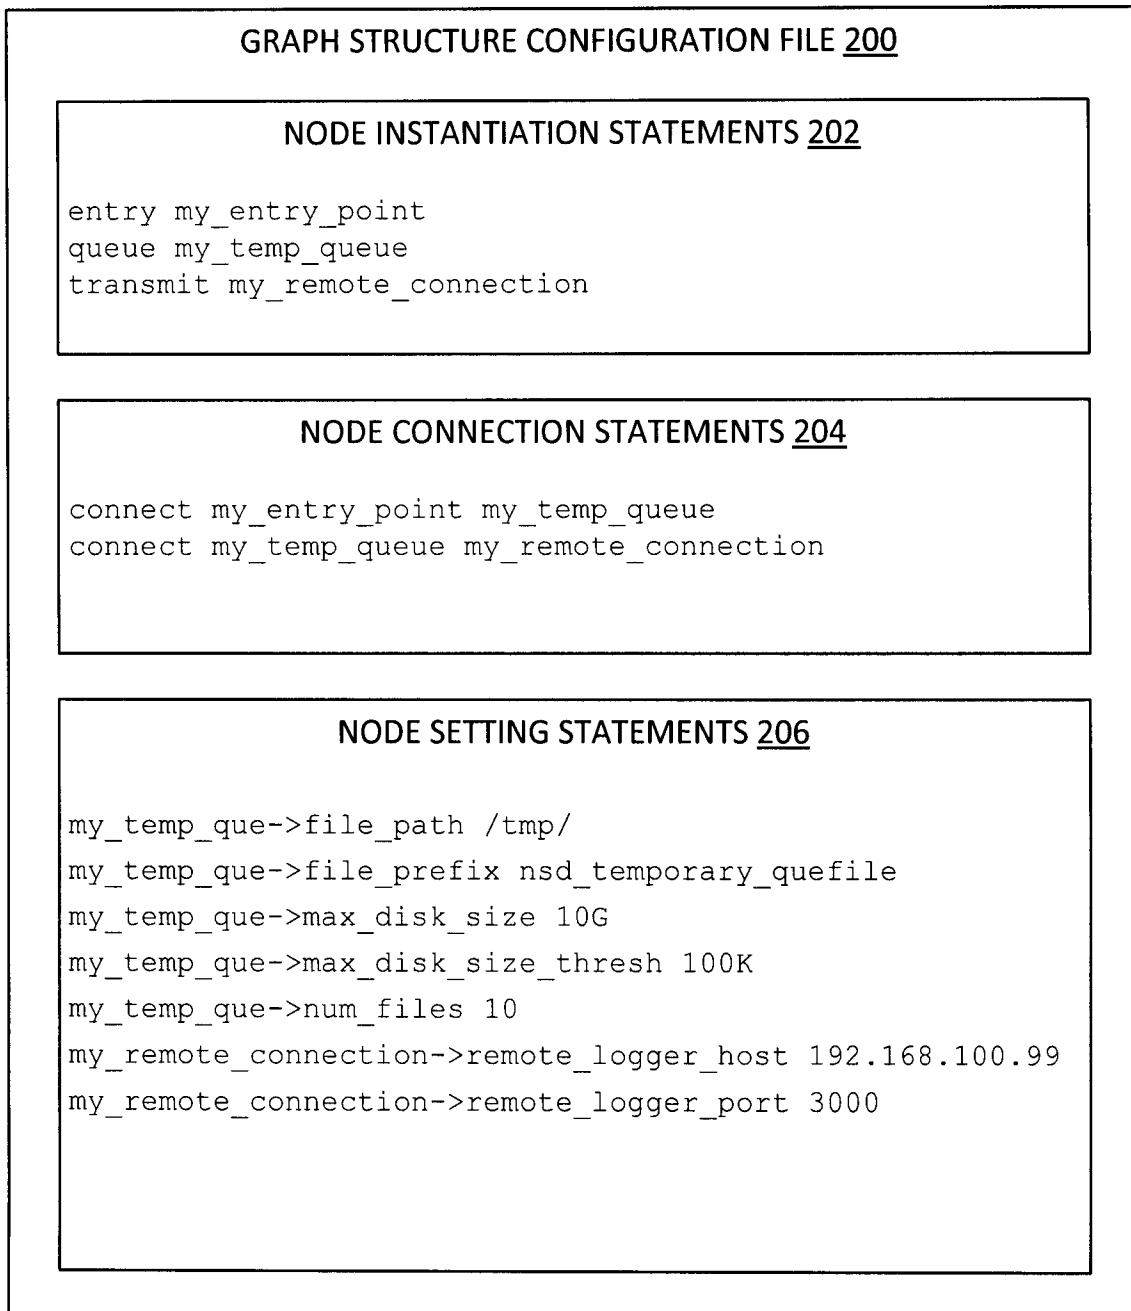 GRAPH STRUCTURE CONFIGURATION FILE 200
NODE INSTANTIATION STATEMENTS 202
entry my_entry_point
queue my_temp_queue
transmit my_remote_connection
NODE CONNECTION STATEMENTS 204
connect my_entry_point my_temp_queue
connect my_temp_queue my_remote_connection
NODE SETTING STATEMENTS 206
my_temp_que->file_path /tmp/
my_temp_que->file_prefix nsd_temporary_quefile
my_temp_que->max_disk_size 10G
my_temp_que->max_disk_size_thresh 100K
my_temp_que->num_files 10
my_remote_connection->remote_logger_host 192.168.100.99
my_remote_connection->remote_logger_port 3000